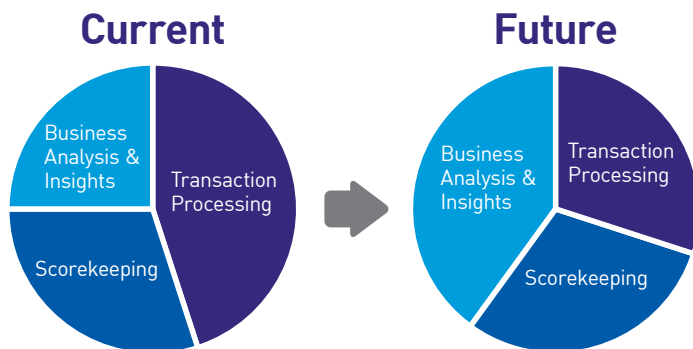 Current
Future
Business
Analysis &
Insights
Transaction
Processing
Scorekeeping
Business
Analysis &
Insights
Transaction
Processing
Scorekeeping